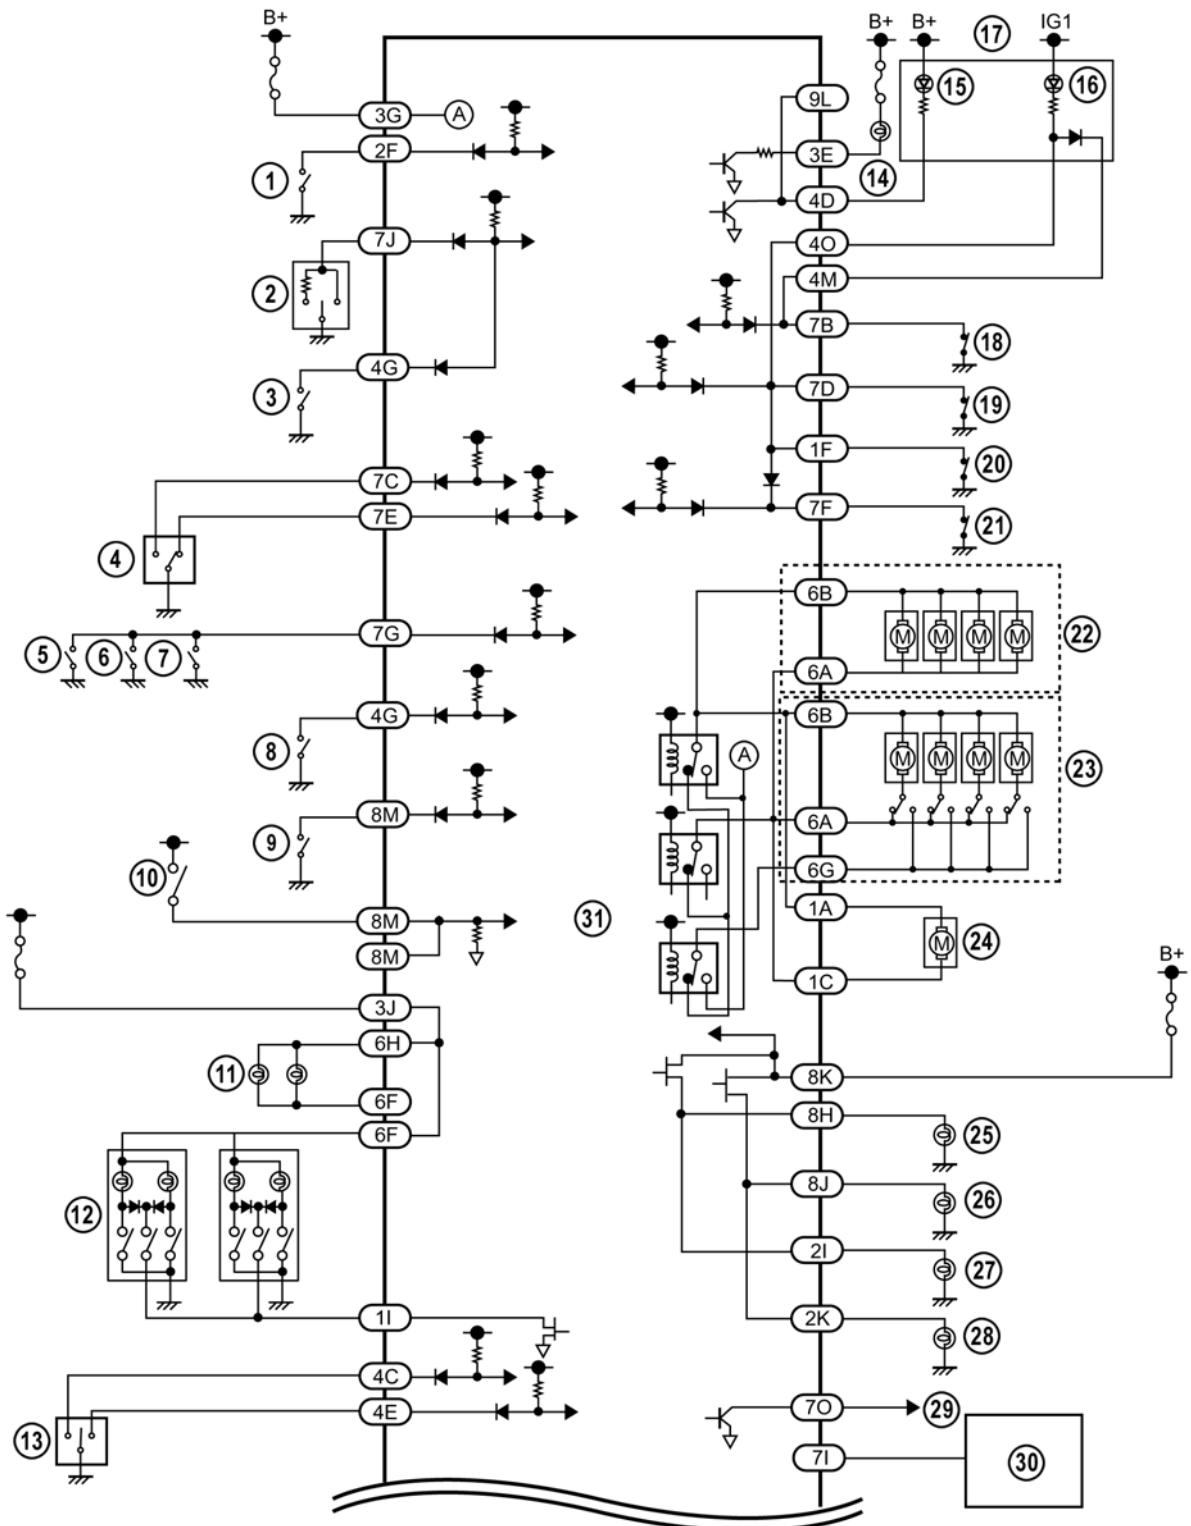 B+
B+
B+
IG1
17
15
16
9L
3G
A
2F
3E
14
1
4D
7J
4O
4M
2
7B
18
4G
3
7D
19
1F
20
7C
7E
7F
21
4
6B
M
M
M
M
22
7G
5
6
7
6A
4G
6B
8
A
M
M
M
M
23
8M
6A
9
10
6G
8M
31
1A
M
24
8M
B+
1C
3J
6H
11
8K
6F
8H
25
6F
8J
26
12
2I
27
1I
2K
28
4C
4E
7O
29
13
7I
30